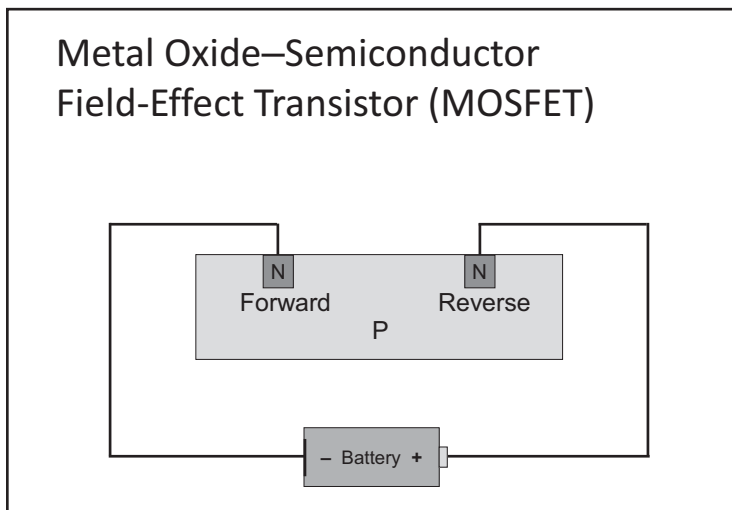 Metal Oxide–Semiconductor
Field-Effect Transistor (MOSFET)
N N
Forward Reverse
P
– Battery +